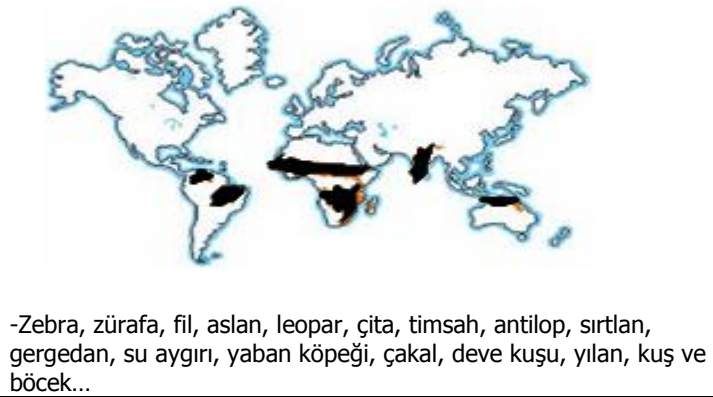 -Zebra, zürafa, fil, aslan, leopar, çita, timsah, antilop, sırtlan,
gergedan, su aygırı, yaban köpeği, çakal, deve kuşu, yılan, kuş ve
böcek…